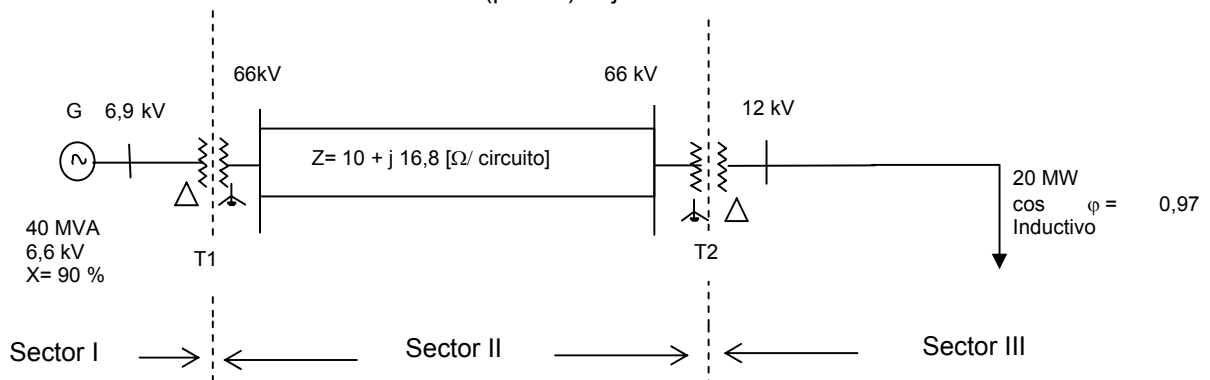 66kV
66 kV
G
6,9 kV
12 kV
Z= 10 + j 16,8 [Ω/ circuito]
20 MW
cos φ = 0,97
Inductivo
40 MVA
6,6 kV
X= 90 %
T1
T2
Sector I
Sector II
Sector III